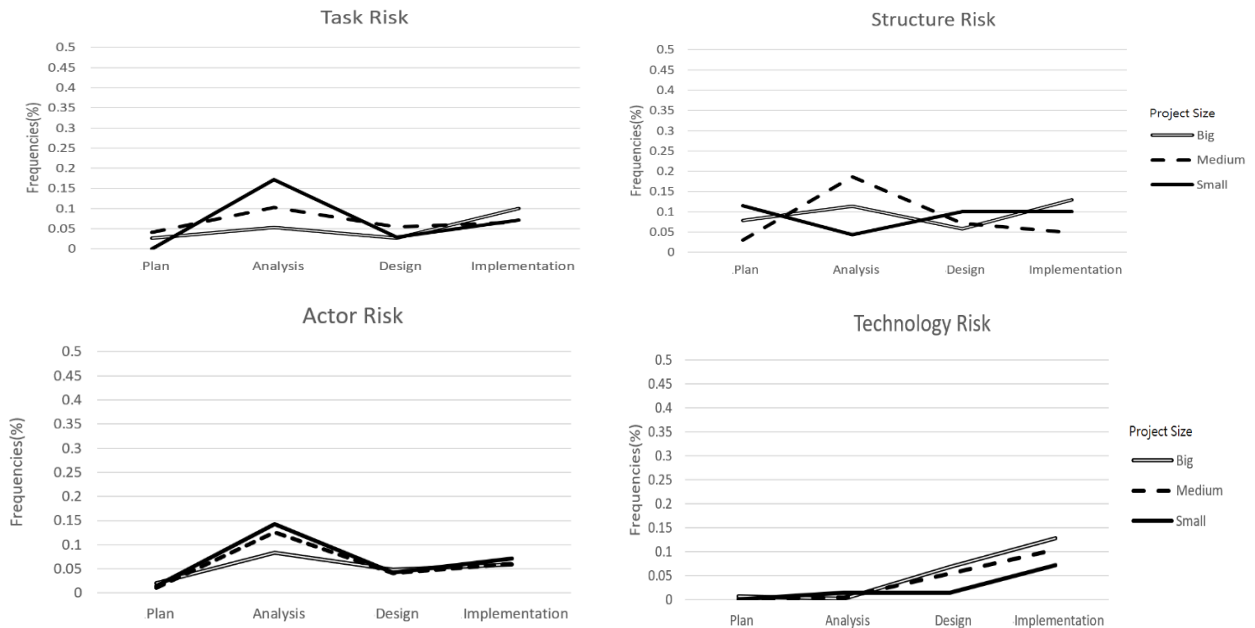 Task Risk
Frequencies(%)
0.5
0.45
0.4
0.35
0.3
0.25
0.2
0.15
0.1
0.05
0
Plan Analysis Design Implementation
Structure Risk
Frequencies(%)
0.5
0.45
0.4
0.35
0.3
0.25
0.2
0.15
0.1
0.05
0
Plan Analysis Design Implementation
Project Size
Big
Medium
Small
Actor Risk
Frequencies(%)
0.5
0.45
0.4
0.35
0.3
0.25
0.2
0.15
0.1
0.05
0
Plan Analysis Design Implementation
Technology Risk
Frequencies(%)
0.5
0.45
0.4
0.35
0.3
0.25
0.2
0.15
0.1
0.05
0
Plan Analysis Design Implementation
Project Size
Big
Medium
Small